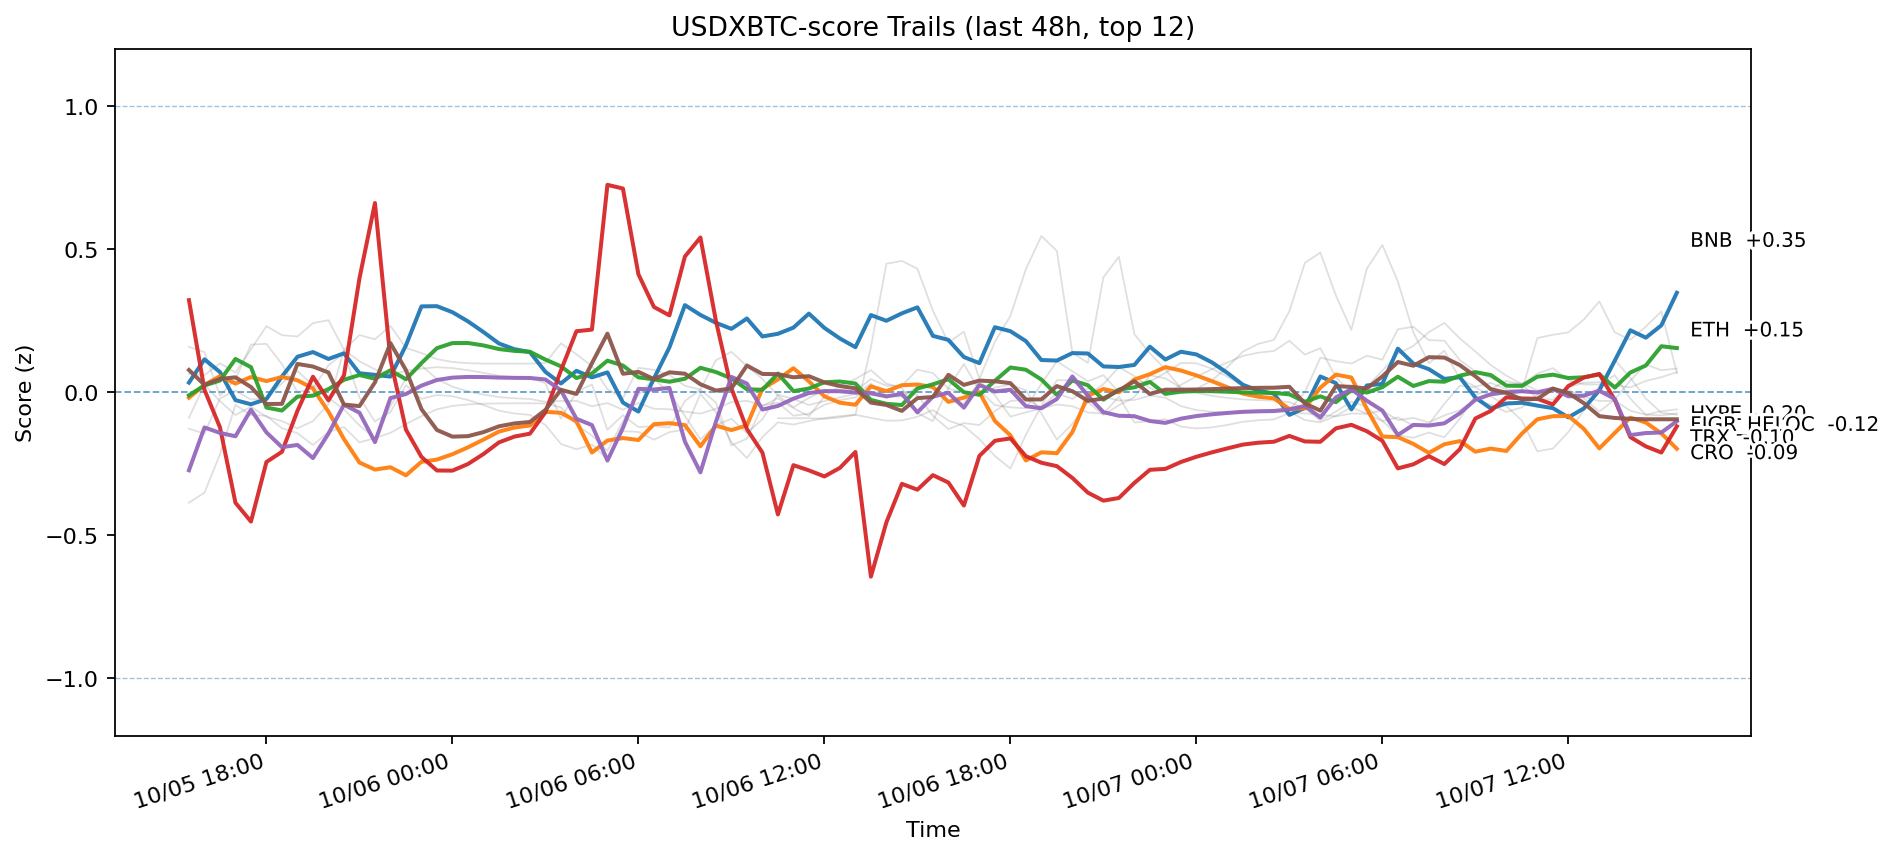 USDXBTC-score Trails (last 48h, top 12)
Score (z)
1.0
0.5
0.0
−0.5
−1.0
BNB +0.35
ETH +0.15
HYPE -0.20
HELOC -0.12
TRX -0.10
CRO -0.09
10/05 18:00
10/06 00:00
10/06 06:00
10/06 12:00
10/06 18:00
10/07 00:00
10/07 06:00
10/07 12:00
Time